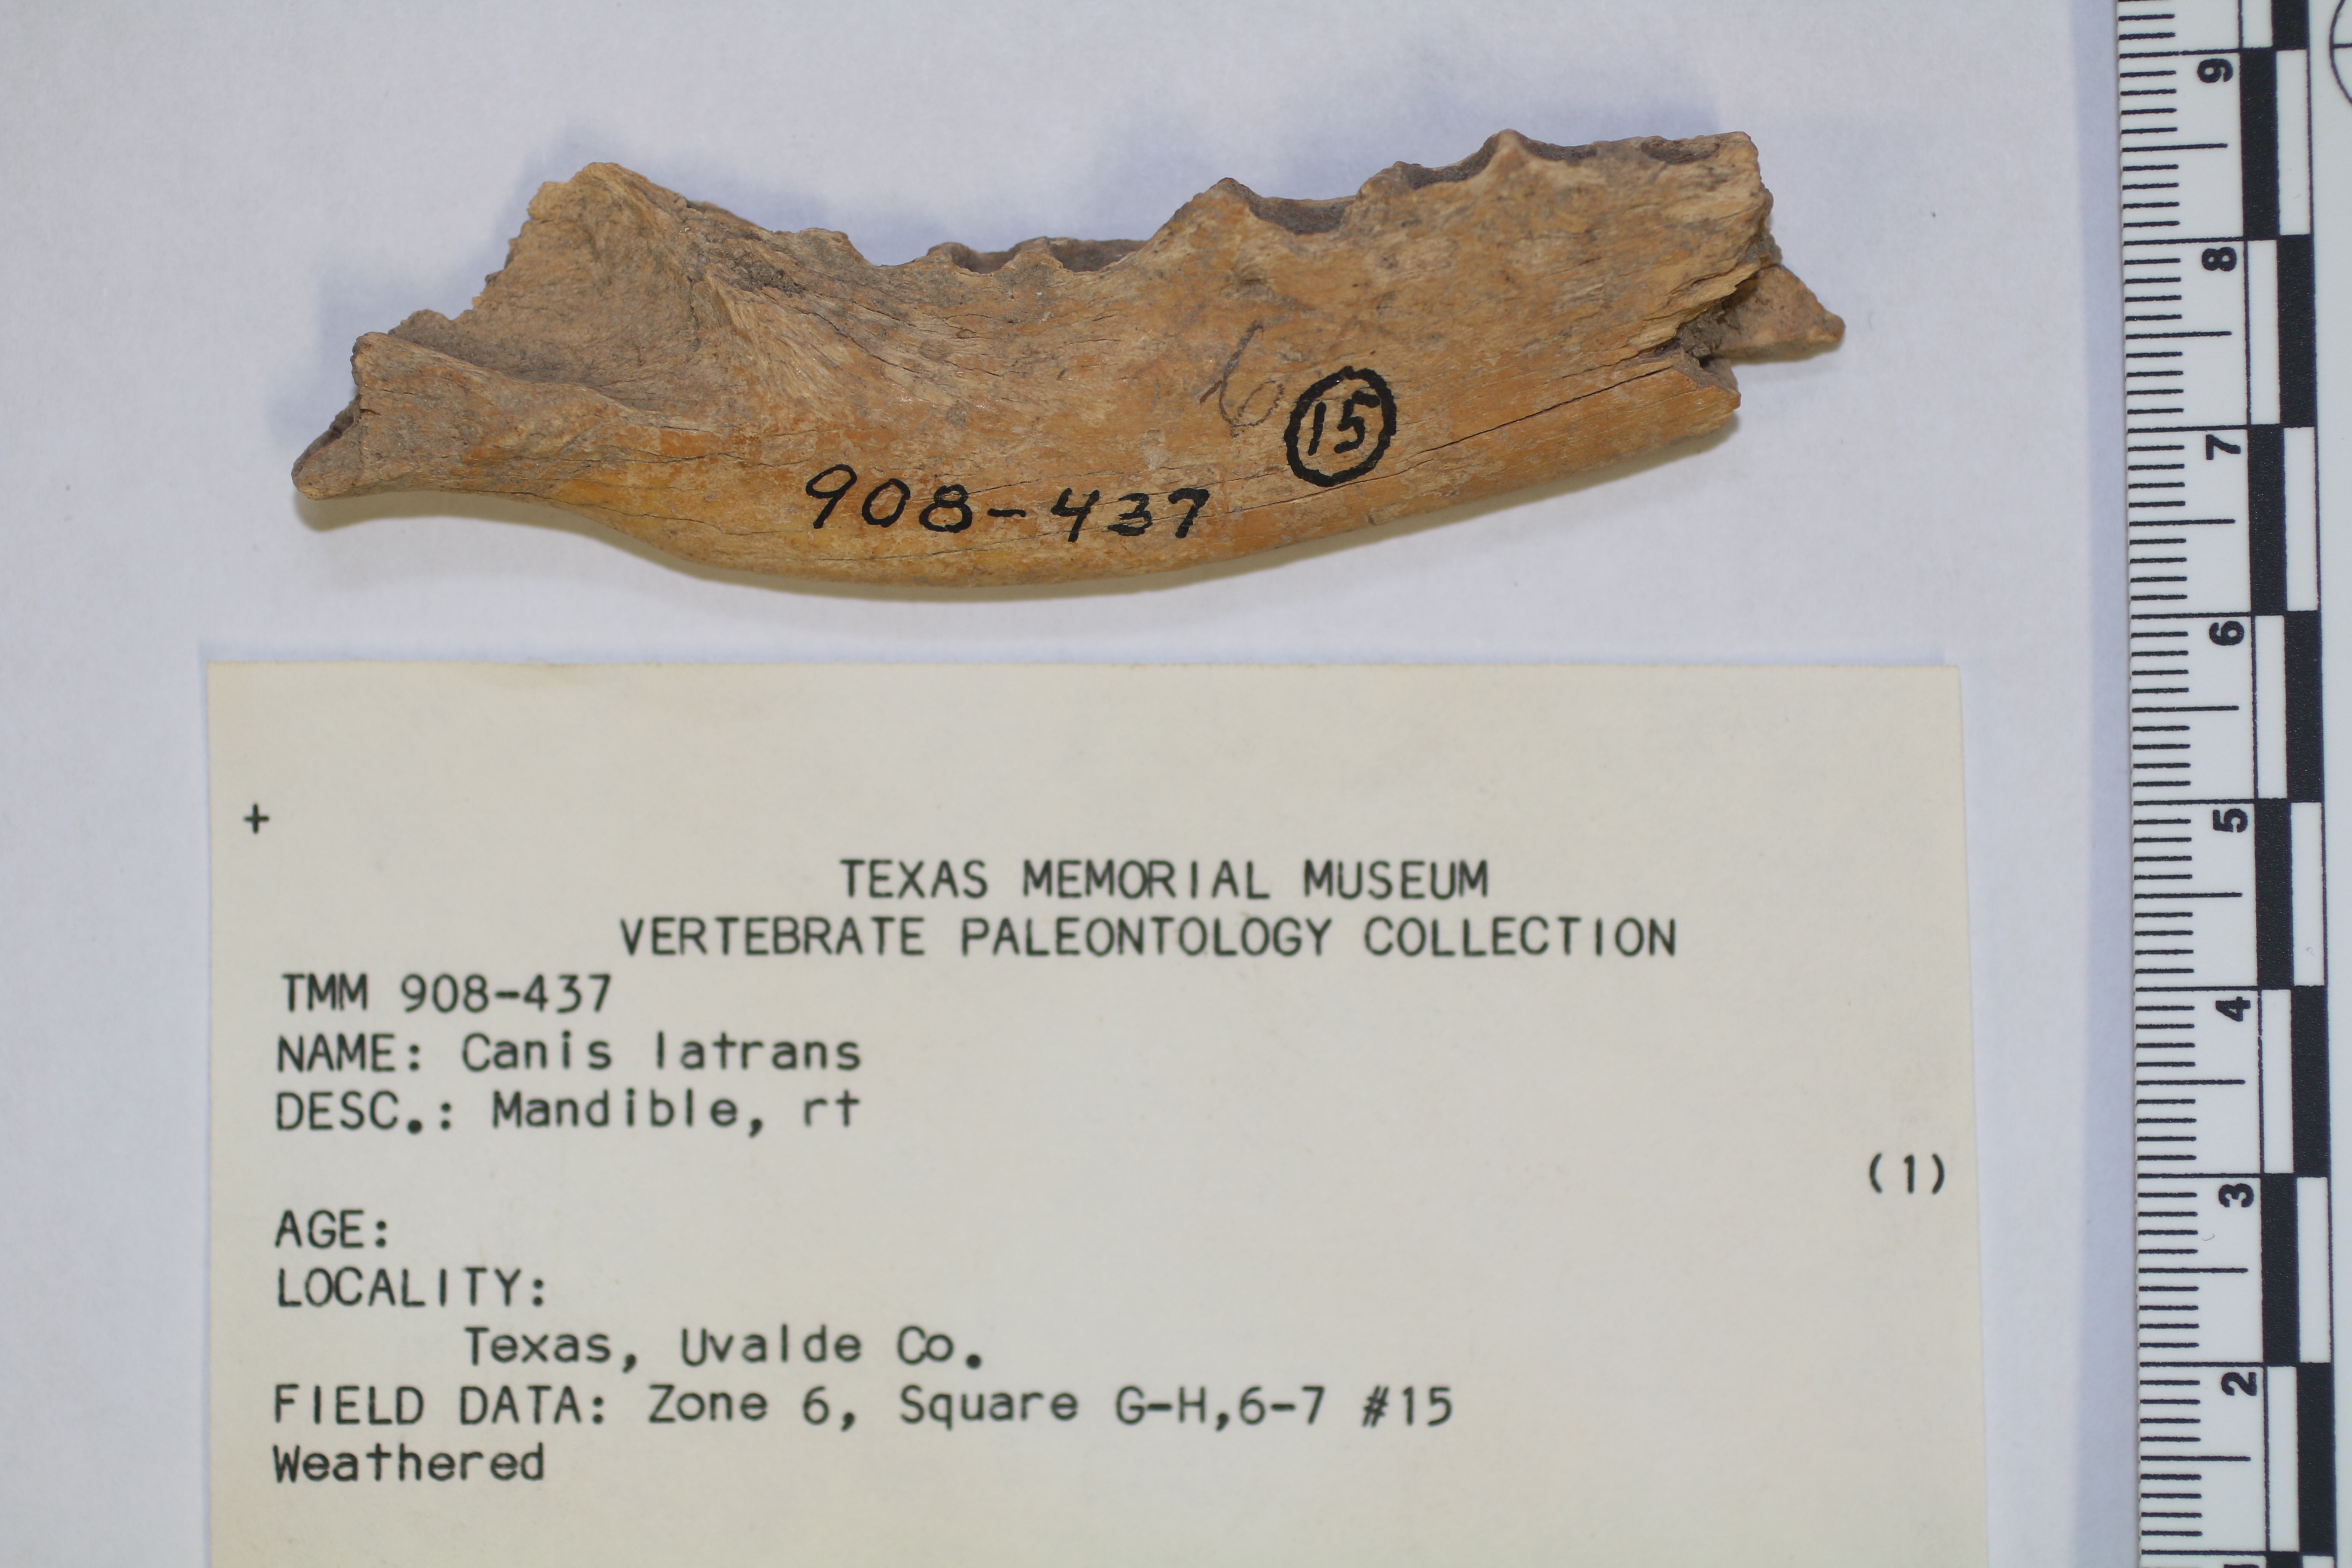 6
15
908-437
+
TEXAS MEMORIAL MUSEUM
VERTEBRATE PALEONTOLOGY COLLECTION
TMM 908-437
NAME: Canis latrans
DESC.: Mandible, rt
(1)
AGE:
LOCALITY:
Texas, Uvalde Co.
FIELD DATA: Zone 6, Square G-H,6-7 #15
Weathered
9
8
7
6
5
4
3
2